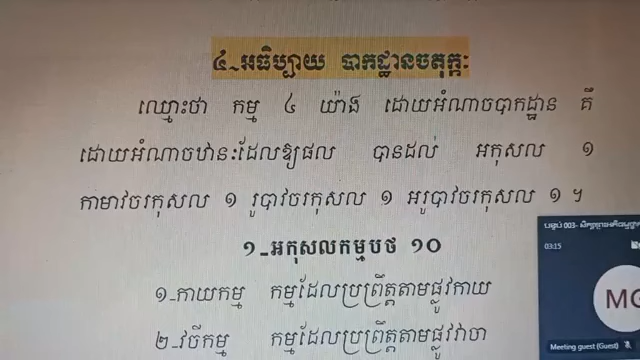 ៤-អធិប្បាយ បាកដ្ឋានចតុក្កៈ
ឈ្មោះថា កម្ម ៤ យ៉ាង ដោយអំណាចបាកដ្ឋាន គឺ
ដោយអំណាចឋានៈដែលឱ្យផល បានដល់ អកុសល ១
កាមាវចរកុសល ១ រូបាវចរកុសល ១ អរូបាវចរកុសល ១ ។
១-អកុសលកម្មបថ ១០
១-កាយកម្ម កម្មដែលប្រព្រឹត្តតាមផ្លូវកាយ
២-វចីកម្ម កម្មដែលប្រព្រឹត្តតាមផ្លូវវាចា
បន្ទប់ 003-
03:15
MG
Meeting guest (Guest)